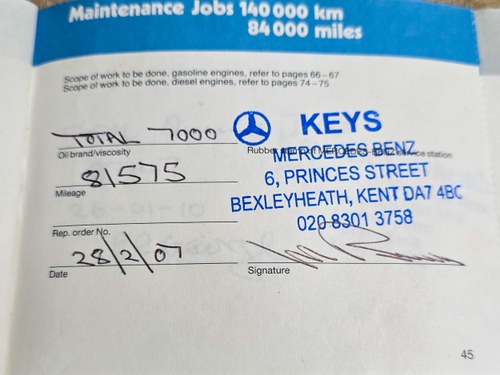 Maintenance Jobs 140 000 km
84 000 miles
Scope of work to be done, gasoline engines, refer to pages 66–67
Scope of work to be done, diesel engines, refer to pages 74–75
TOTAL 7000
Oil brand/viscosity
KEYS
Rubber service station
MERCEDES BENZ
81575
Mileage
6, PRINCES STREET
BEXLEYHEATH, KENT DA7 4BC
020 8301 3758
Rep. order No.
28/2/07
Date
Signature
45